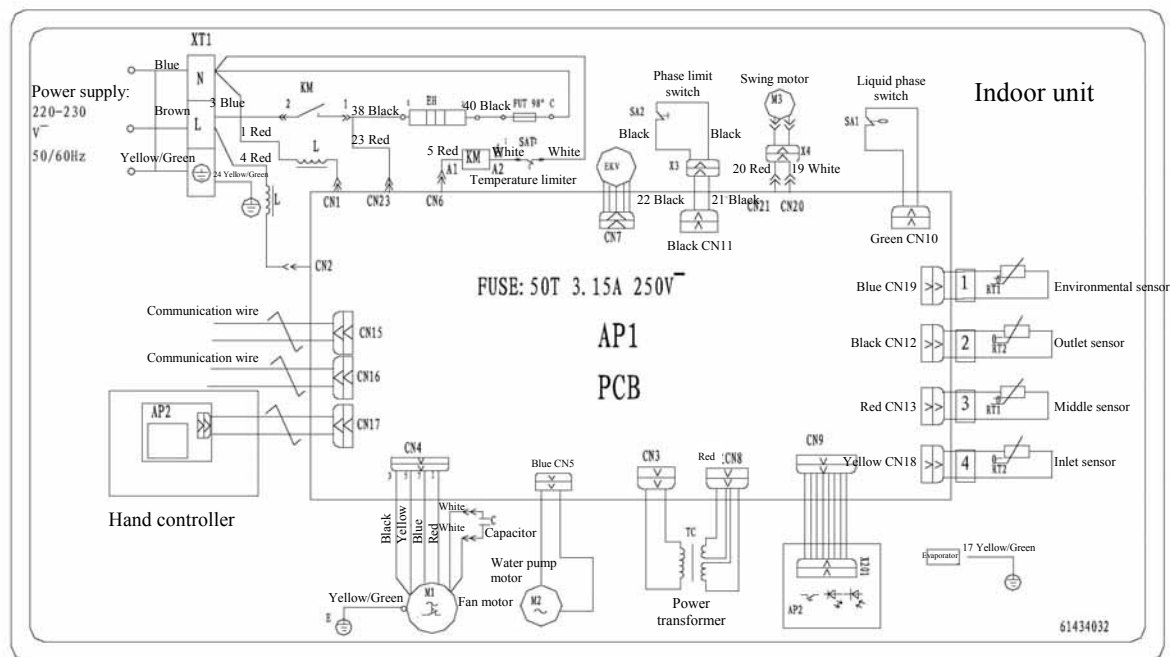 XT1
Blue
N
Power supply:
220-230
V
50/60Hz
Brown
L
Yellow/Green
3 Blue
1 Red
4 Red
24 Yellow/Green
L
L
KM
2
1
38 Black
EH
40 Black
FUT 98° C
23 Red
5 Red
KM
White
White
A1
A2
Temperature limiter
CN1
CN23
CN6
CN2
EKV
CN7
Phase limit
switch
SA2
Black
Black
X3
22 Black
21 Black
Black CN11
Swing motor
M3
X4
20 Red
19 White
CN21
CN20
Liquid phase
switch
SA1
Green CN10
Indoor unit
FUSE: 50T 3.15A 250V
AP1
PCB
Communication wire
CN15
Communication wire
CN16
CN17
AP2
Hand controller
Blue CN19
1
RT1
Environmental sensor
Black CN12
2
RT2
Outlet sensor
Red CN13
3
RT1
Middle sensor
Yellow CN18
4
RT2
Inlet sensor
CN4
Black
Yellow
Blue
Red
White
White
C
Capacitor
Yellow/Green
E
M1
Fan motor
Blue CN5
Water pump
motor
M2
CN3
Red
CN8
TC
Power
transformer
CN9
X201
AP2
Evaporator
17 Yellow/Green
61434032